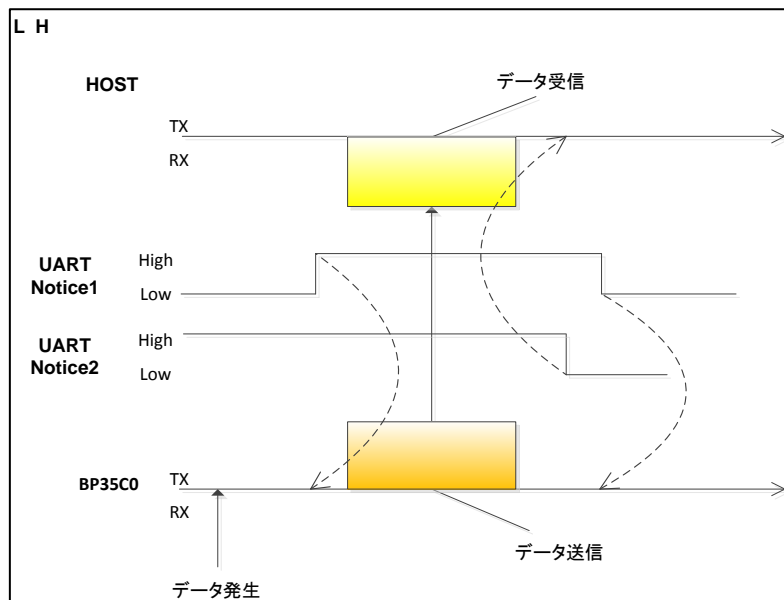 L H
HOST
データ受信
TX
RX
UART
Notice1
High
Low
UART
Notice2
High
Low
BP35C0
TX
RX
データ送信
データ発生